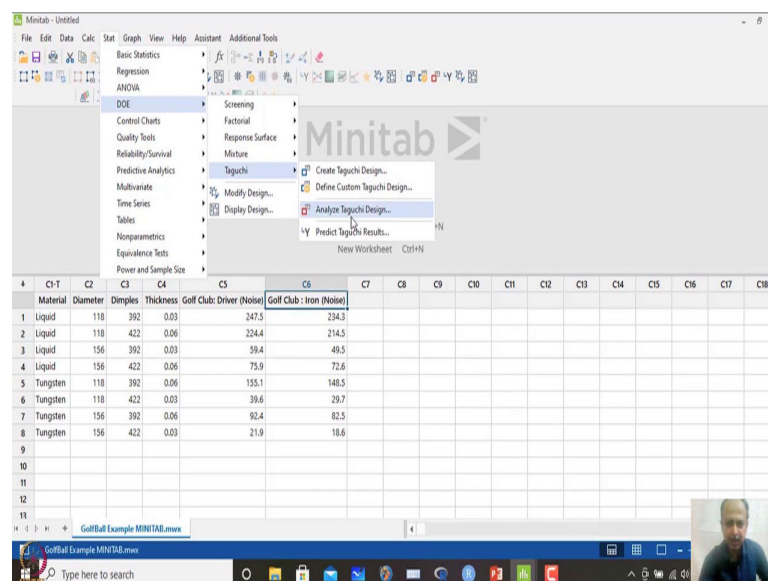 Minitab - Untitled
File Edit Data Calc Stat Graph View Help Assistant Additional Tools
Basic Statistics
Regression
ANOVA
DOE
Control Charts
Quality Tools
Reliability/Survival
Predictive Analytics
Multivariate
Time Series
Tables
Nonparametrics
Equivalence Tests
Power and Sample Size
Screening
Factorial
Response Surface
Mixture
Taguchi
Modify Design...
Display Design...
Create Taguchi Design...
Define Custom Taguchi Design...
Analyze Taguchi Design...
Predict Taguchi Results...
Minitab
+N
New Worksheet Ctrl+N
C1-T C2 C3 C4 C5 C6 C7 C8 C9 C10 C11 C12 C13 C14 C15 C16 C17 C18
Material Diameter Dimples Thickness Golf Club: Driver (Noise) Golf Club : Iron (Noise)
1 Liquid 118 392 0.03 247.5 234.3
2 Liquid 118 422 0.06 224.4 214.5
3 Liquid 156 392 0.03 59.4 49.5
4 Liquid 156 422 0.06 75.9 72.6
5 Tungsten 118 392 0.06 155.1 148.5
6 Tungsten 118 422 0.03 39.6 29.7
7 Tungsten 156 392 0.06 92.4 82.5
8 Tungsten 156 422 0.03 21.9 18.6
9
10
11
12
13
GolfBall Example MINITAB.mwx
GolfBall Example MINITAB.mwx
Type here to search